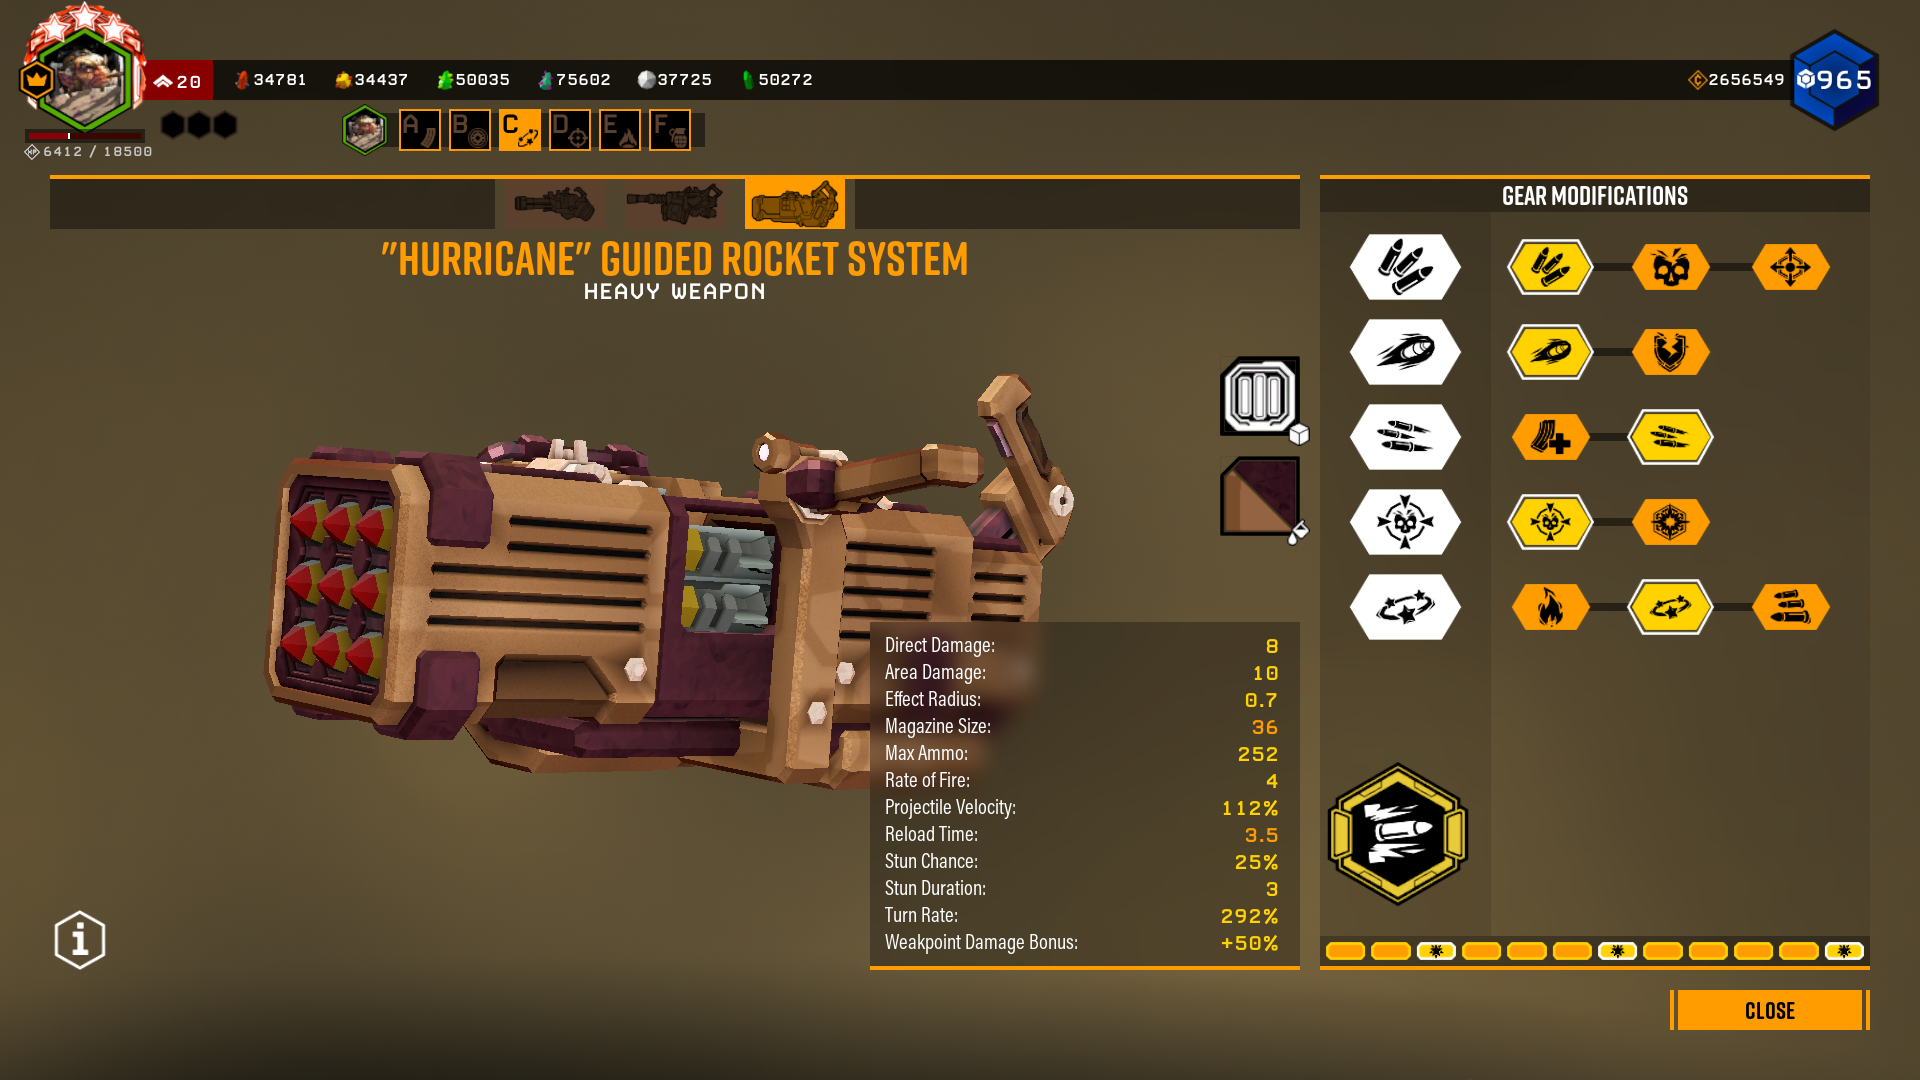 20 34781 34437 50035 75602 37725 50272 2656549 965
HP 6412 / 18500
A B C D E F
GEAR MODIFICATIONS
"HURRICANE" GUIDED ROCKET SYSTEM
HEAVY WEAPON
Direct Damage: 8
Area Damage: 10
Effect Radius: 0.7
Magazine Size: 36
Max Ammo: 252
Rate of Fire: 4
Projectile Velocity: 112%
Reload Time: 3.5
Stun Chance: 25%
Stun Duration: 3
Turn Rate: 292%
Weakpoint Damage Bonus: +50%
i
CLOSE